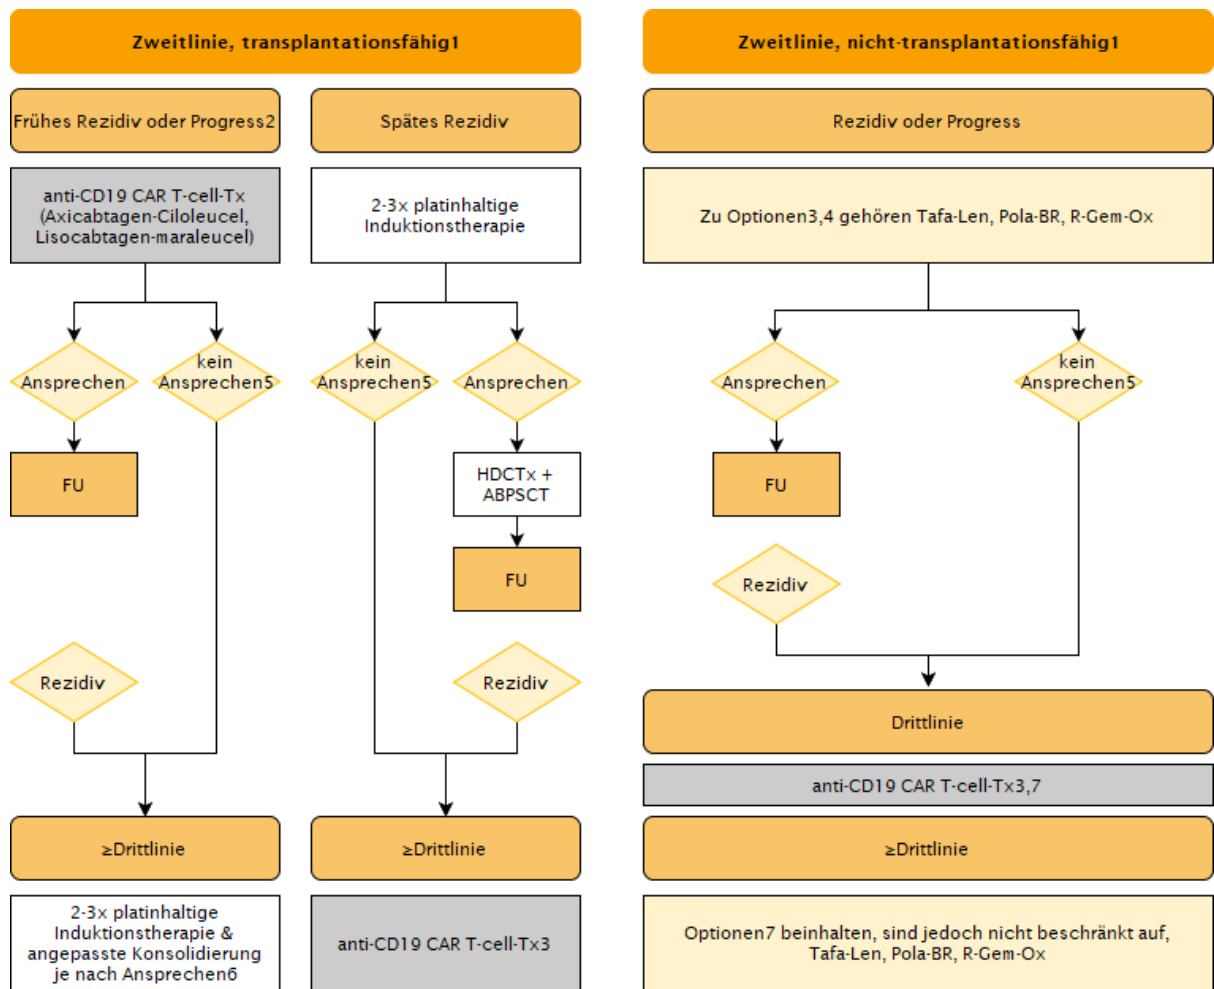 Zweitlinie, transplantationsfähig1
Frühes Rezidiv oder Progress2
anti-CD19 CAR T-cell-Tx
(Axicabtagen-Ciloleucel,
Lisocabtagen-maraleucel)
Ansprechen
kein
Ansprechen5
FU
Rezidiv
≥Drittlinie
2-3x platinhaltige
Induktionstherapie &
angepasste Konsolidierung
je nach Ansprechen6
Spätes Rezidiv
2-3x platinhaltige
Induktionstherapie
kein
Ansprechen5
Ansprechen
HDCTx +
ABPSCT
FU
Rezidiv
≥Drittlinie
anti-CD19 CAR T-cell-Tx3
Zweitlinie, nicht-transplantationsfähig1
Rezidiv oder Progress
Zu Optionen3,4 gehören Tafa-Len, Pola-BR, R-Gem-Ox
Ansprechen
kein
Ansprechen5
FU
Rezidiv
Drittlinie
anti-CD19 CAR T-cell-Tx3,7
≥Drittlinie
Optionen7 beinhalten, sind jedoch nicht beschränkt auf,
Tafa-Len, Pola-BR, R-Gem-Ox